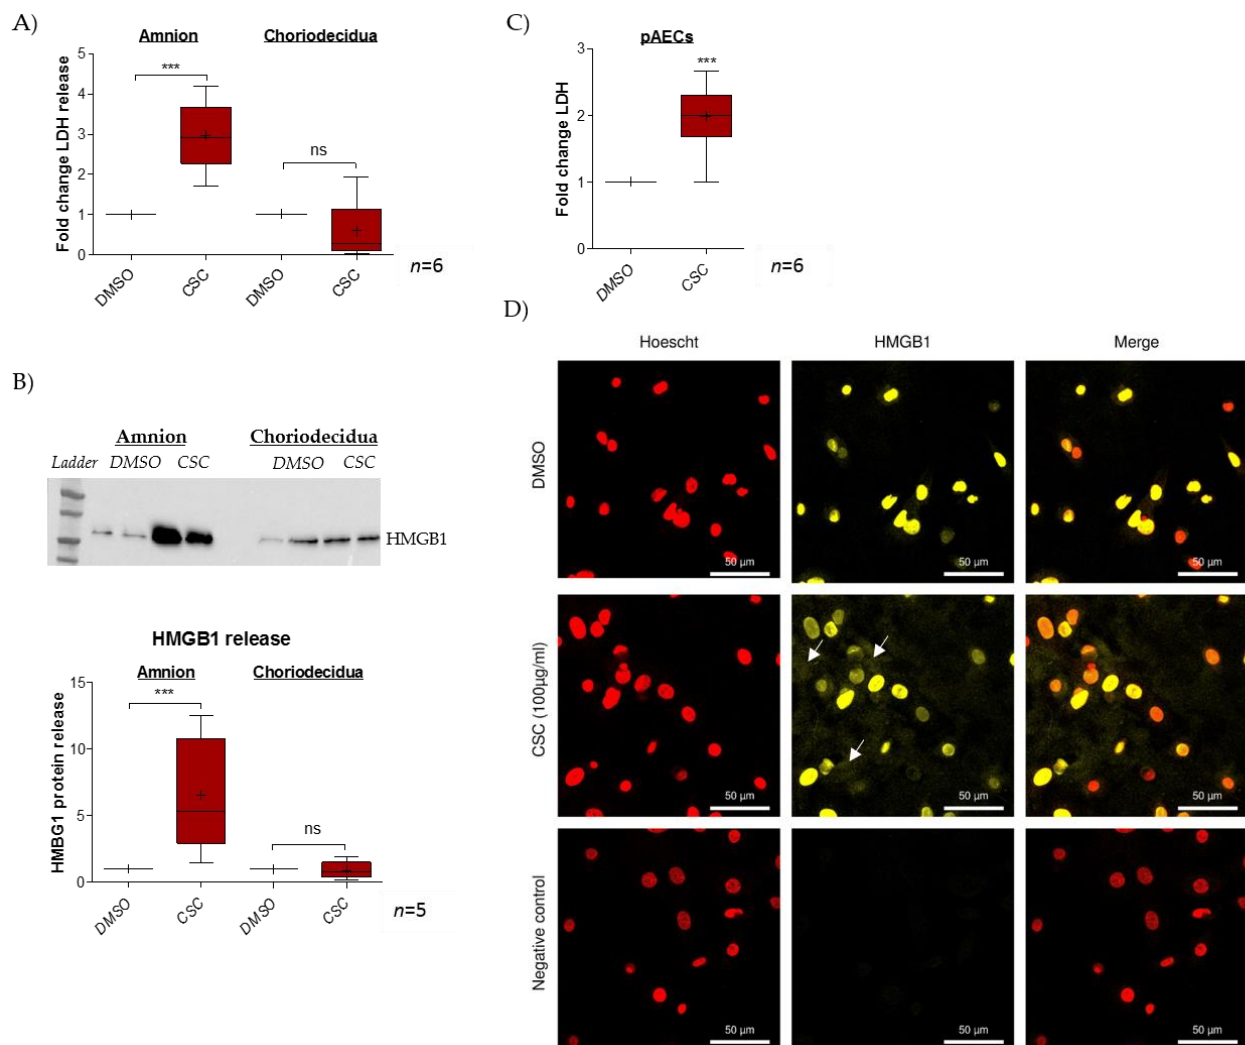 A)
Amnion Choriodecidua
Fold change LDH release
5
4
3
2
1
0
***
ns
DMSO CSC DMSO CSC
n=6
B)
Amnion Choriodecidua
Ladder DMSO CSC DMSO CSC
HMGB1
HMGB1 release
Amnion Choriodecidua
HMBG1 protein release
15
10
5
0
***
ns
DMSO CSC DMSO CSC
n=5
C)
pAECs
Fold change LDH
3
2
1
0
***
DMSO CSC
n=6
D)
Hoescht HMGB1 Merge
DMSO
50 µm 50 µm 50 µm
CSC (100µg/ml)
50 µm 50 µm 50 µm
Negative control
50 µm 50 µm 50 µm